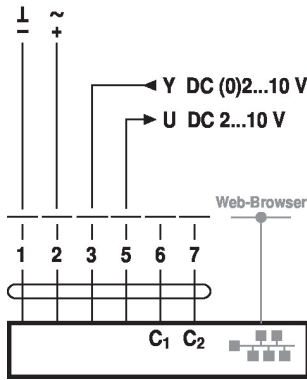 ⊥ ~
– +
Y DC (0)2...10 V
U DC 2...10 V
Web-Browser
1 2 3 5 6 7
C₁ C₂